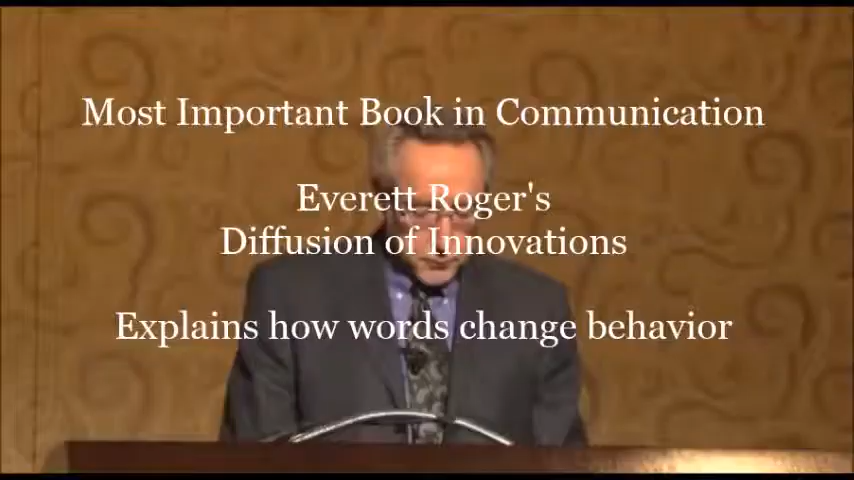 Most Important Book in Communication
Everett Roger's
Diffusion of Innovations
Explains how words change behavior